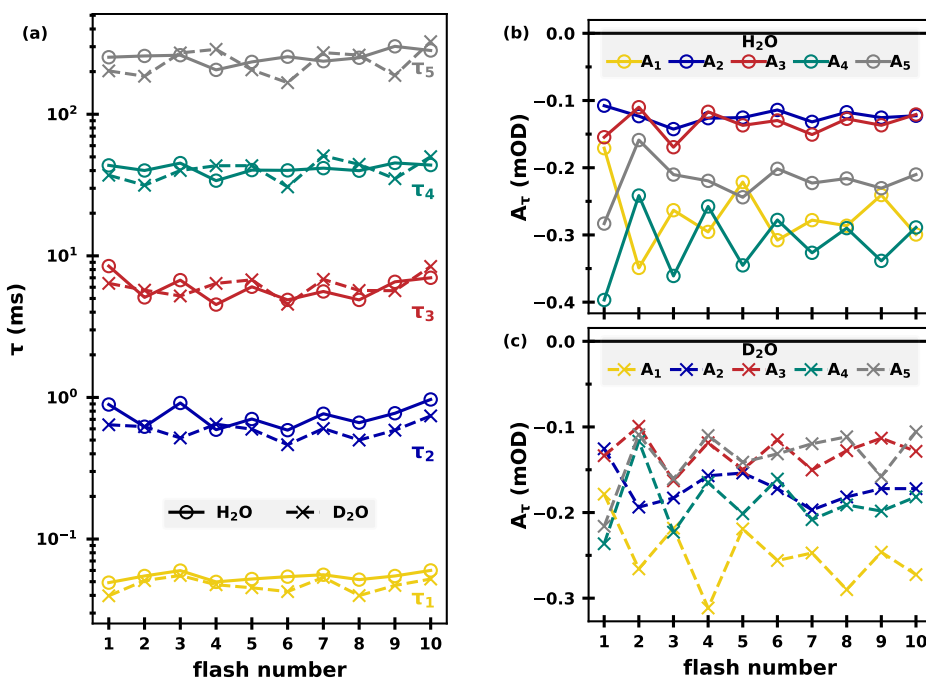 (a)
τ (ms)
10²
10¹
10⁰
10⁻¹
τ₅
τ₄
τ₃
τ₂
τ₁
H₂O D₂O
1 2 3 4 5 6 7 8 9 10
flash number
(b)
H₂O
A₁ A₂ A₃ A₄ A₅
A_τ (mOD)
0.0
−0.1
−0.2
−0.3
−0.4
(c)
D₂O
A₁ A₂ A₃ A₄ A₅
A_τ (mOD)
0.0
−0.1
−0.2
−0.3
1 2 3 4 5 6 7 8 9 10
flash number